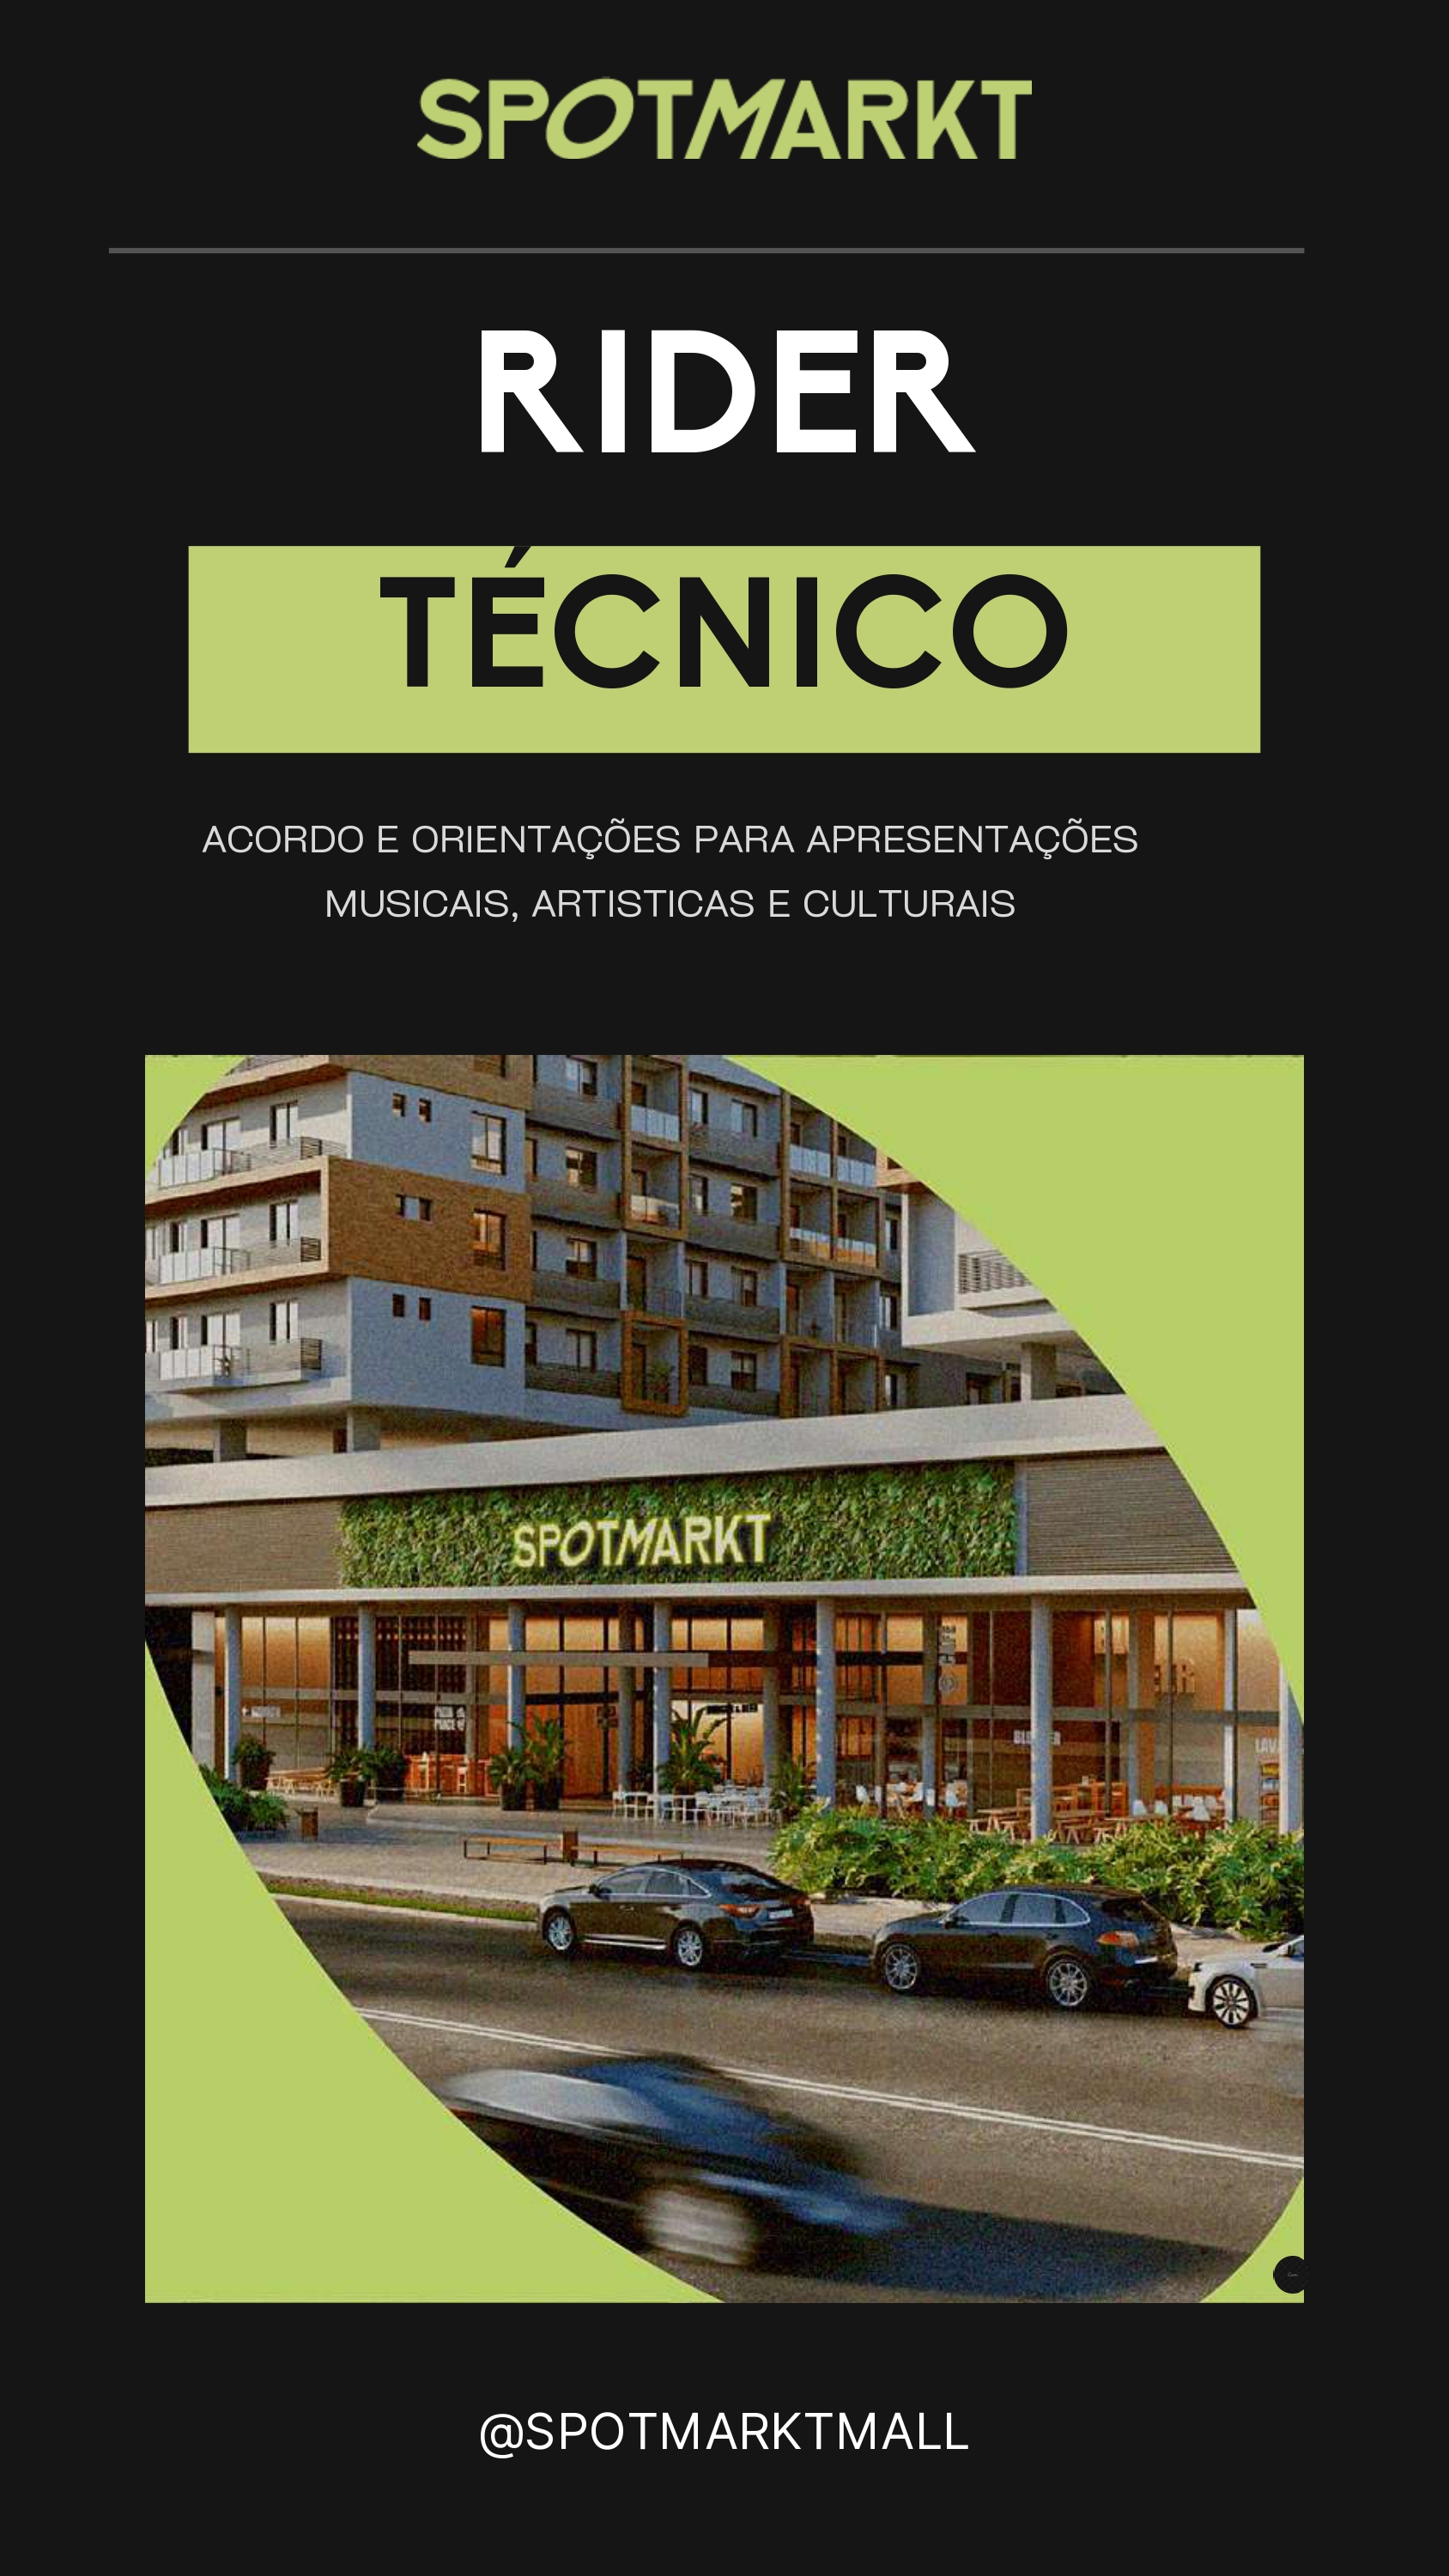 SPOTMARKT
RIDER
TÉCNICO
ACORDO E ORIENTAÇÕES PARA APRESENTAÇÕES
MUSICAIS, ARTISTICAS E CULTURAIS
SPOTMARKT
@SPOTMARKTMALL